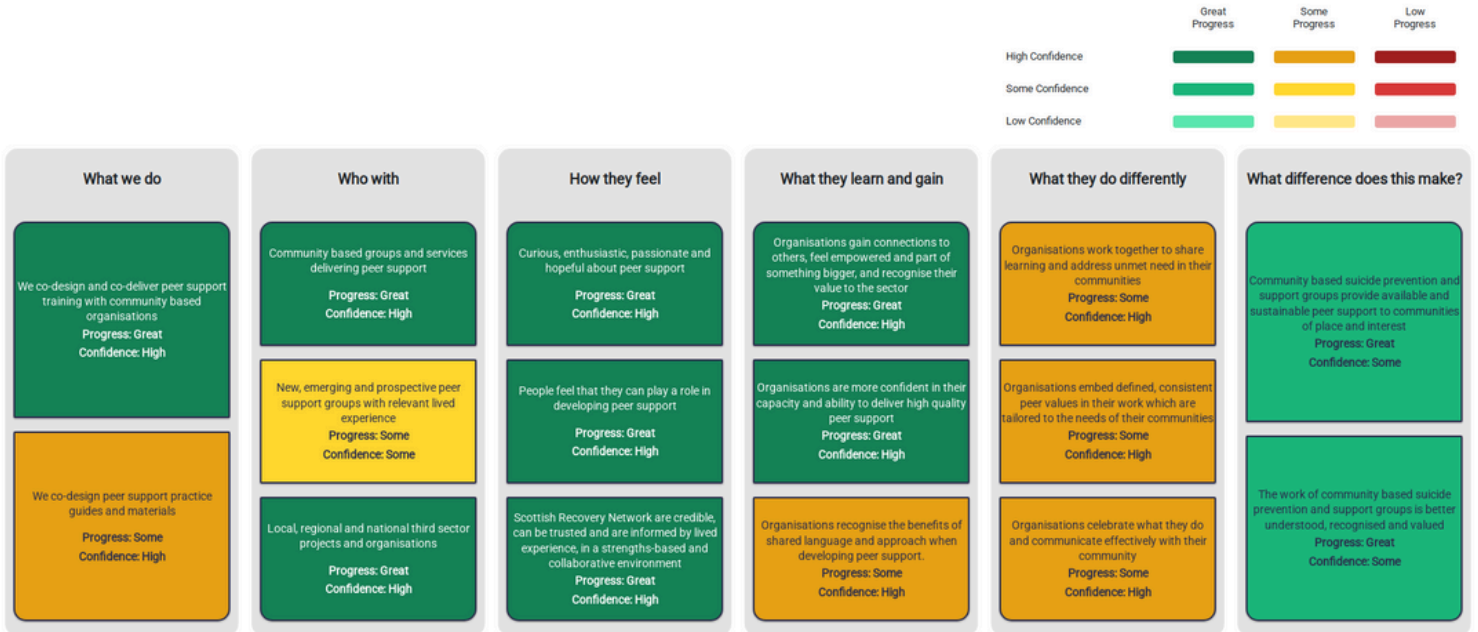 Great
Progress
Some
Progress
Low
Progress
High Confidence
Some Confidence
Low Confidence
What we do
We co-design and co-deliver peer support
training with community based
organisations
Progress: Great
Confidence: High
We co-design peer support practice
guides and materials
Progress: Some
Confidence: High
Who with
Community based groups and services
delivering peer support
Progress: Great
Confidence: High
New, emerging and prospective peer
support groups with relevant lived
experience
Progress: Some
Confidence: Some
Local, regional and national third sector
projects and organisations
Progress: Great
Confidence: High
How they feel
Curious, enthusiastic, passionate and
hopeful about peer support
Progress: Great
Confidence: High
People feel that they can play a role in
developing peer support
Progress: Great
Confidence: High
Scottish Recovery Network are credible,
can be trusted and are informed by lived
experience, in a strengths-based and
collaborative environment
Progress: Great
Confidence: High
What they learn and gain
Organisations gain connections to
others, feel empowered and part of
something bigger, and recognise their
value to the sector
Progress: Great
Confidence: High
Organisations are more confident in their
capacity and ability to deliver high quality
peer support
Progress: Great
Confidence: High
Organisations recognise the benefits of
shared language and approach when
developing peer support.
Progress: Some
Confidence: High
What they do differently
Organisations work together to share
learning and address unmet need in their
communities
Progress: Some
Confidence: High
Organisations embed defined, consistent
peer values in their work which are
tailored to the needs of their communities
Progress: Some
Confidence: High
Organisations celebrate what they do
and communicate effectively with their
community
Progress: Some
Confidence: High
What difference does this make?
Community based suicide prevention and
support groups provide available and
sustainable peer support to communities
of place and interest
Progress: Great
Confidence: Some
The work of community based suicide
prevention and support groups is better
understood, recognised and valued
Progress: Great
Confidence: Some